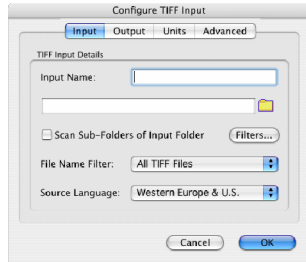 Configure TIFF Input
Input Output Units Advanced
TIFF Input Details
Input Name:
Scan Sub-Folders of Input Folder Filters...
File Name Filter: All TIFF Files
Source Language: Western Europe & U.S.
Cancel OK